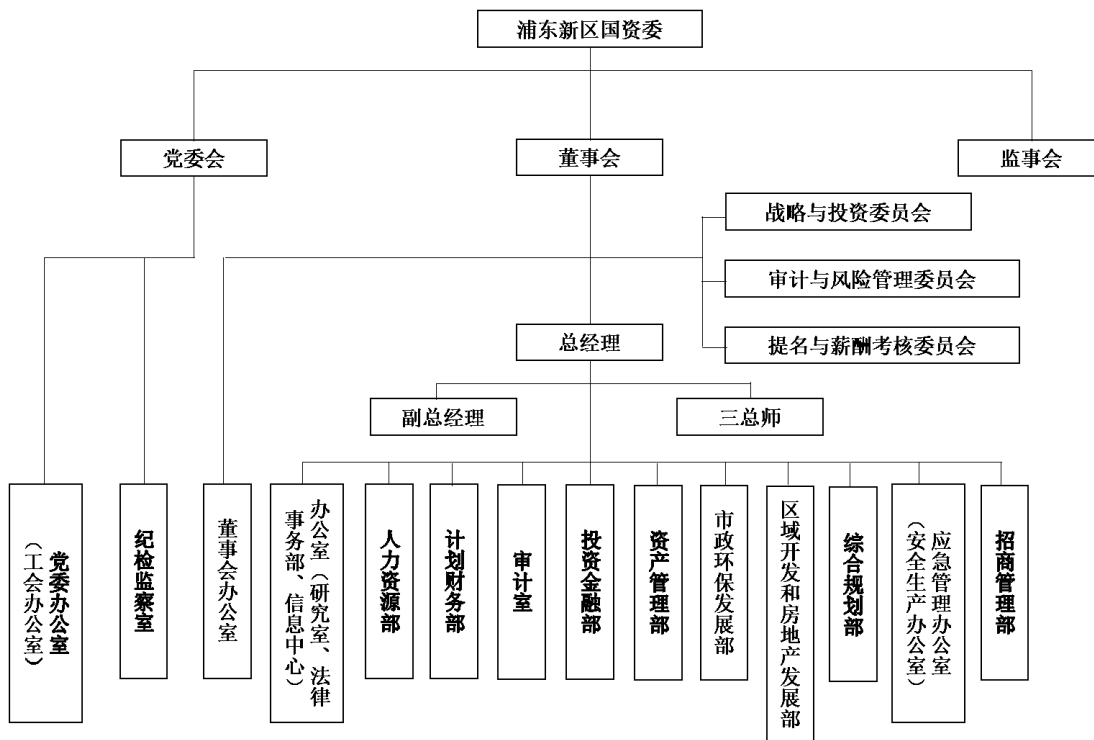 浦东新区国资委
党委会
董事会
监事会
战略与投资委员会
审计与风险管理委员会
提名与薪酬考核委员会
总经理
副总经理
三总师
党委办公室
（工会办公室）
纪检监察室
董事会办公室
办公室（研究室、法律
事务部、信息中心）
人力资源部
计划财务部
审计室
投资金融部
资产管理部
市政环保发展部
区域开发和房地产发展部
综合规划部
应急管理办公室
（安全生产办公室）
招商管理部